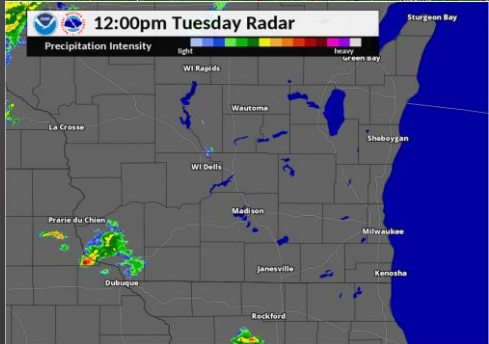 12:00pm Tuesday Radar
Sturgeon Bay
Precipitation Intensity
light
heavy
Green Bay
WI Rapids
Wautoma
La Crosse
Sheboygan
WI Dells
Madison
Prarie du Chien
Milwaukee
Janesville
Kenosha
Dubuque
Rockford